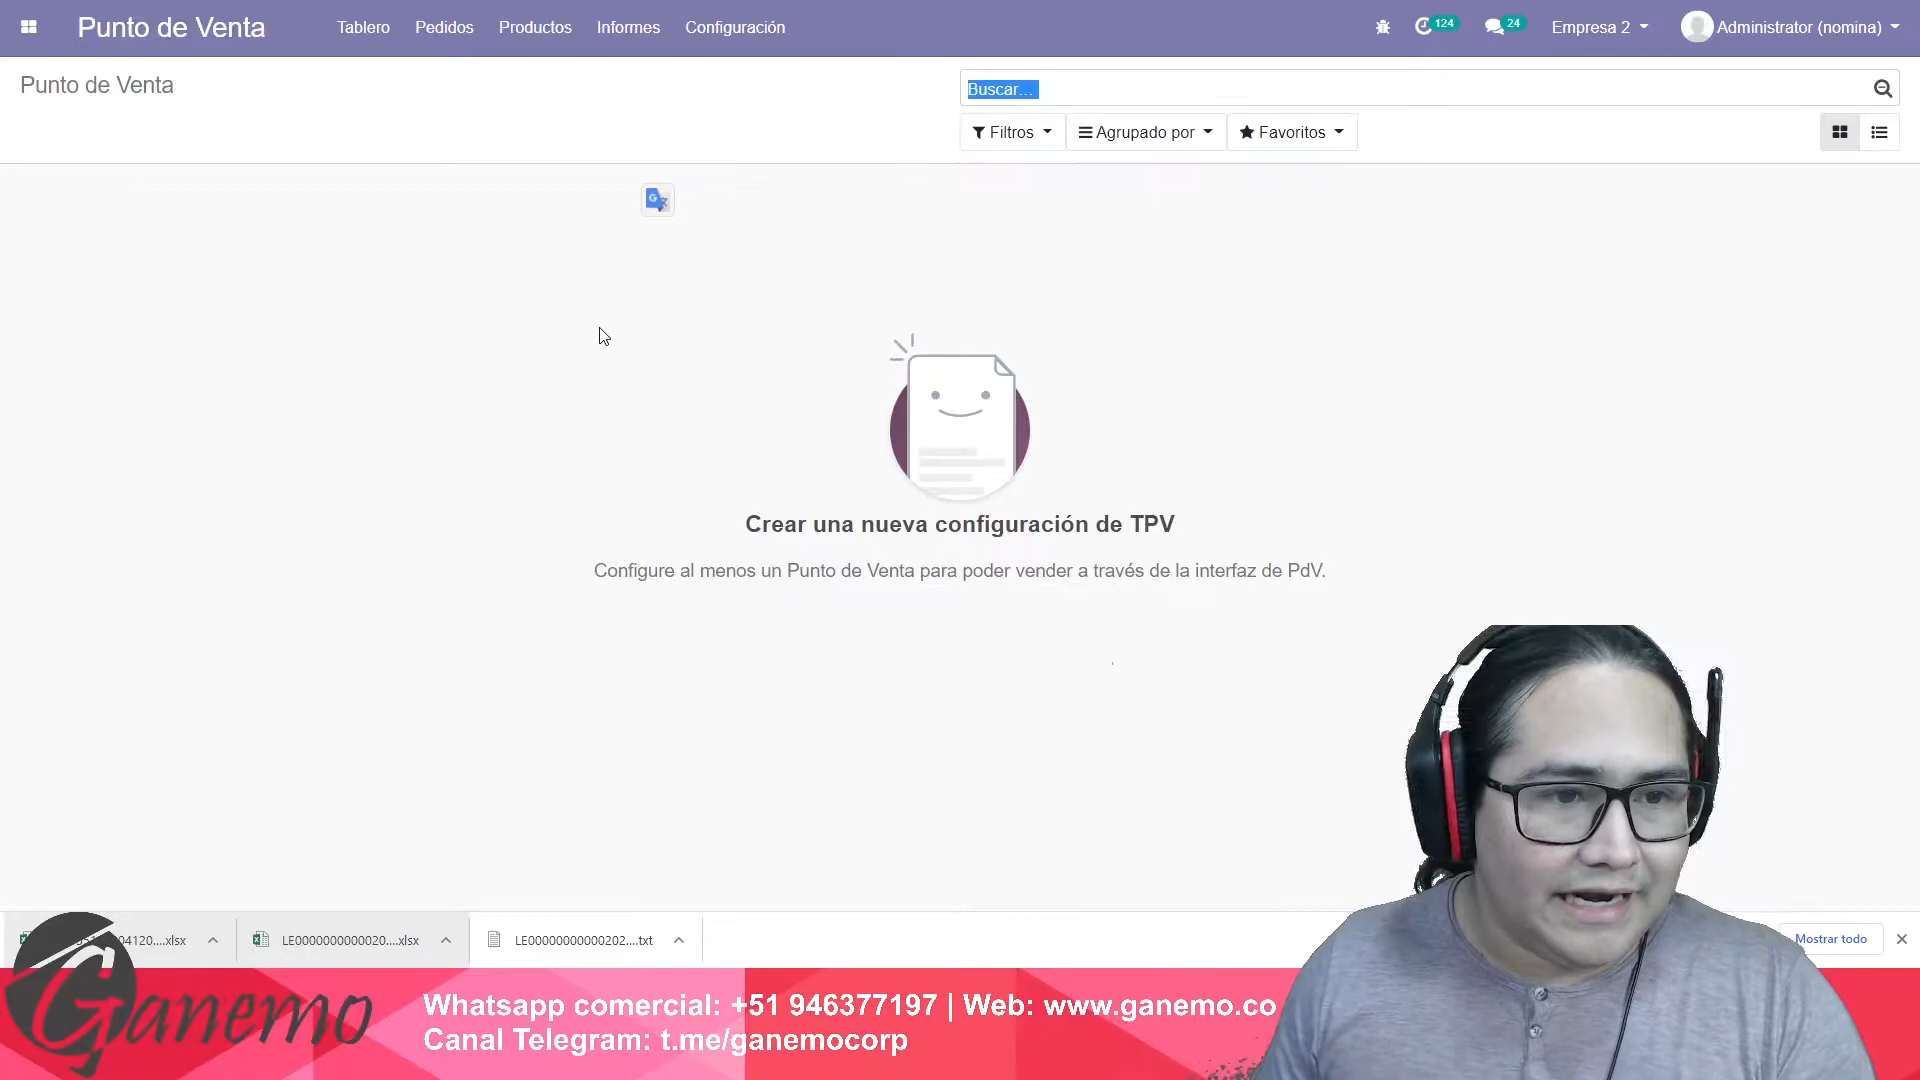 Punto de Venta
Tablero
Pedidos
Productos
Informes
Configuración
124
24
Empresa 2
Administrator (nomina)
Punto de Venta
Buscar...
Filtros
Agrupado por
Favoritos
Crear una nueva configuración de TPV
Configure al menos un Punto de Venta para poder vender a través de la interfaz de PdV.
04120....xlsx
LE0000000000020....xlsx
LE00000000000202....txt
Mostrar todo
Ganemo
Whatsapp comercial: +51 946377197 | Web: www.ganemo.co
Canal Telegram: t.me/ganemocorp